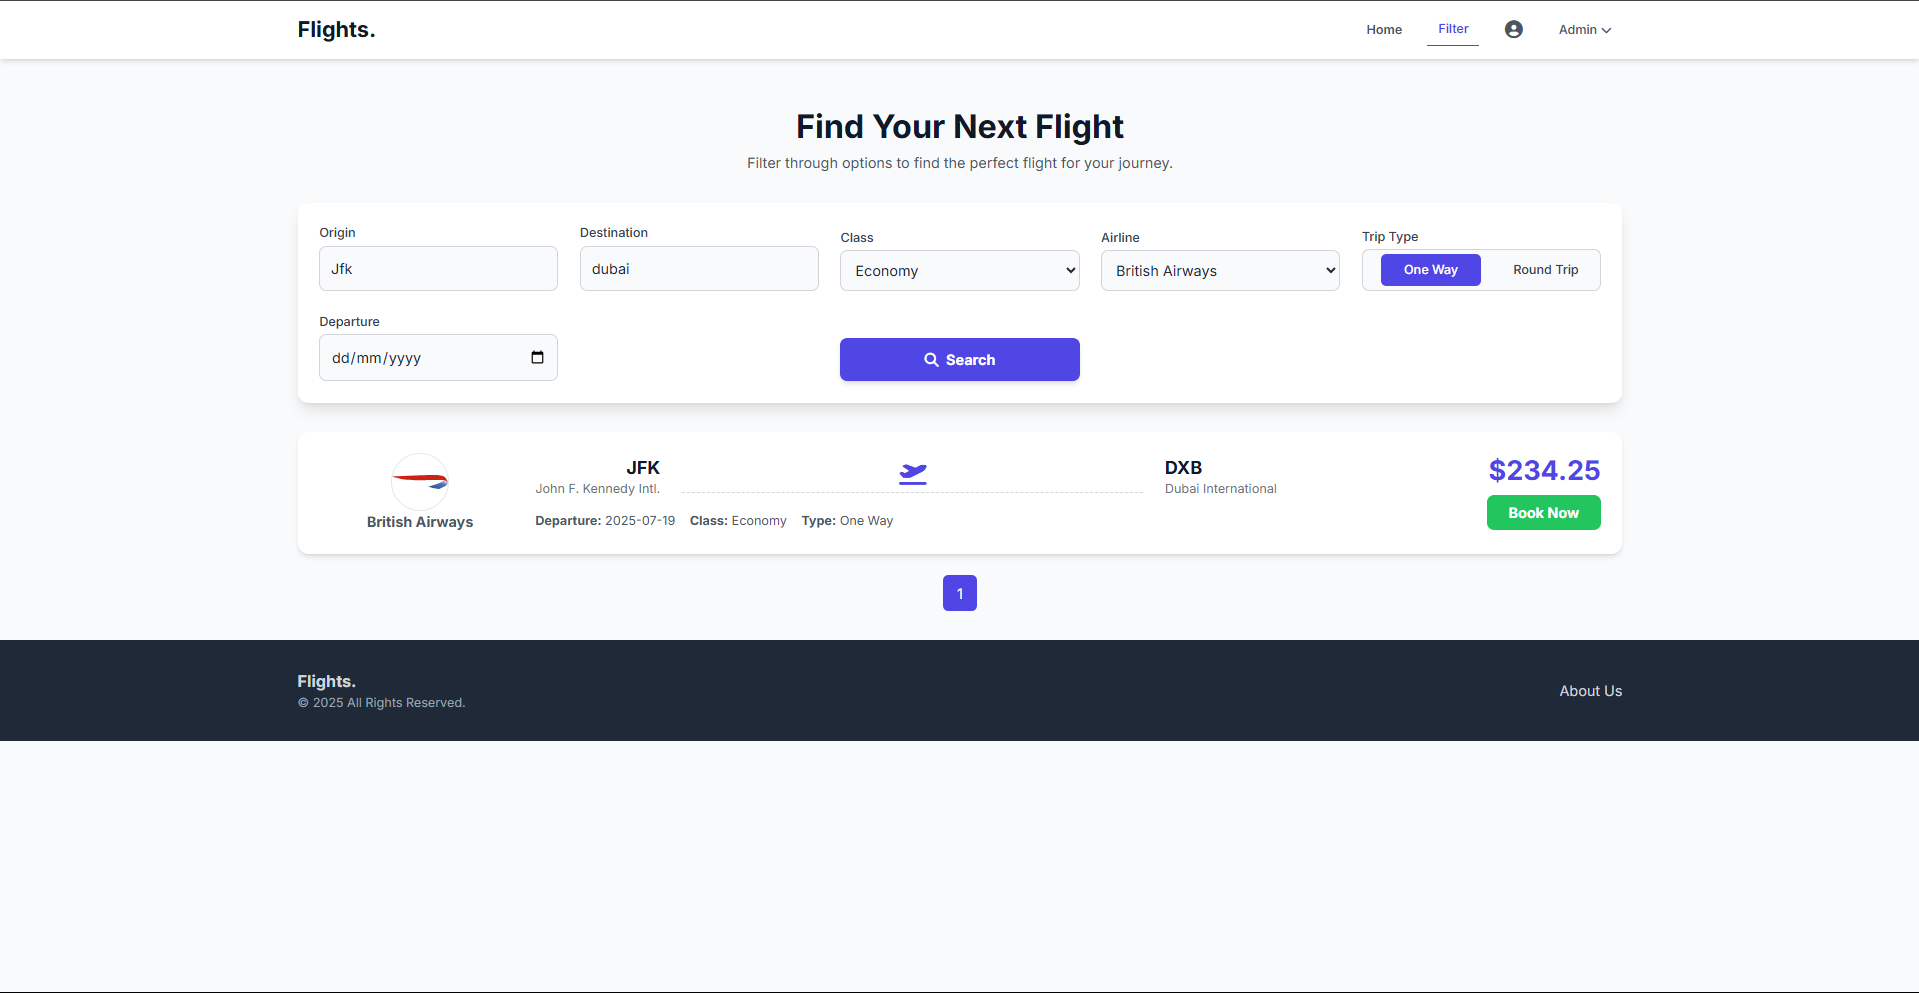 Flights.
Home Filter Admin
Find Your Next Flight
Filter through options to find the perfect flight for your journey.
Origin Destination Class Airline Trip Type
Jfk dubai Economy British Airways One Way Round Trip
Departure
dd/mm/yyyy Search
JFK DXB $234.25
John F. Kennedy Intl. Dubai International
British Airways Departure: 2025-07-19 Class: Economy Type: One Way Book Now
1
Flights.
© 2025 All Rights Reserved.
About Us